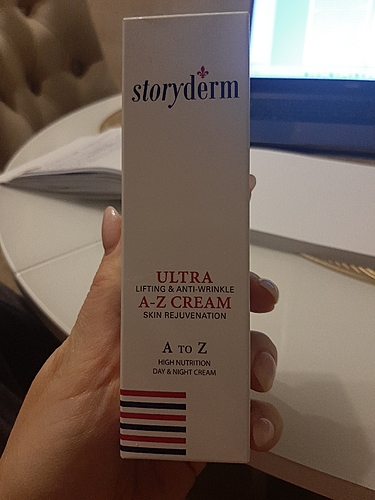 storyderm
ULTRA
LIFTING & ANTI-WRINKLE
A-Z CREAM
SKIN REJUVENATION
A TO Z
HIGH NUTRITION
DAY & NIGHT CREAM